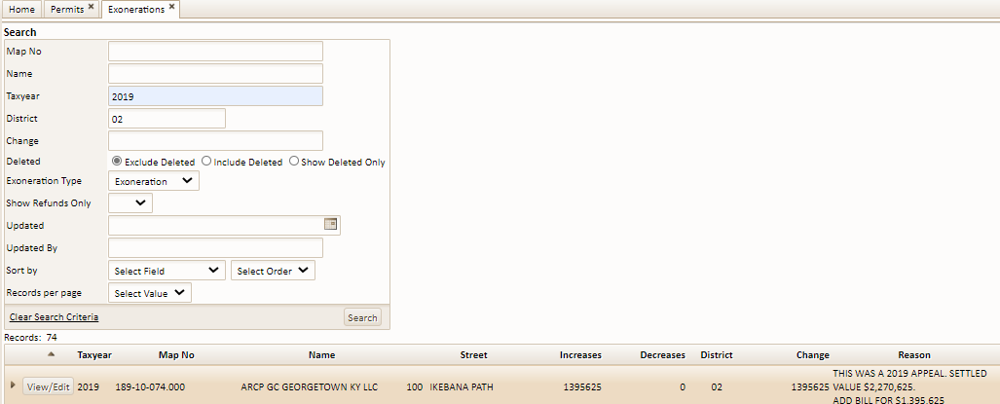 Home Permits × Exonerations ×
Search
Map No
Name
Taxyear 2019
District 02
Change
Deleted Exclude Deleted Include Deleted Show Deleted Only
Exoneration Type Exoneration
Show Refunds Only
Updated
Updated By
Sort by Select Field Select Order
Records per page Select Value
Clear Search Criteria Search
Records: 74
Taxyear Map No Name Street Increases Decreases District Change Reason
View/Edit 2019 189-10-074.000 ARCP GC GEORGETOWN KY LLC 100 IKEBANA PATH 1395625 0 02 1395625 THIS WAS A 2019 APPEAL. SETTLED
VALUE $2,270,625.
ADD BILL FOR $1,395,625